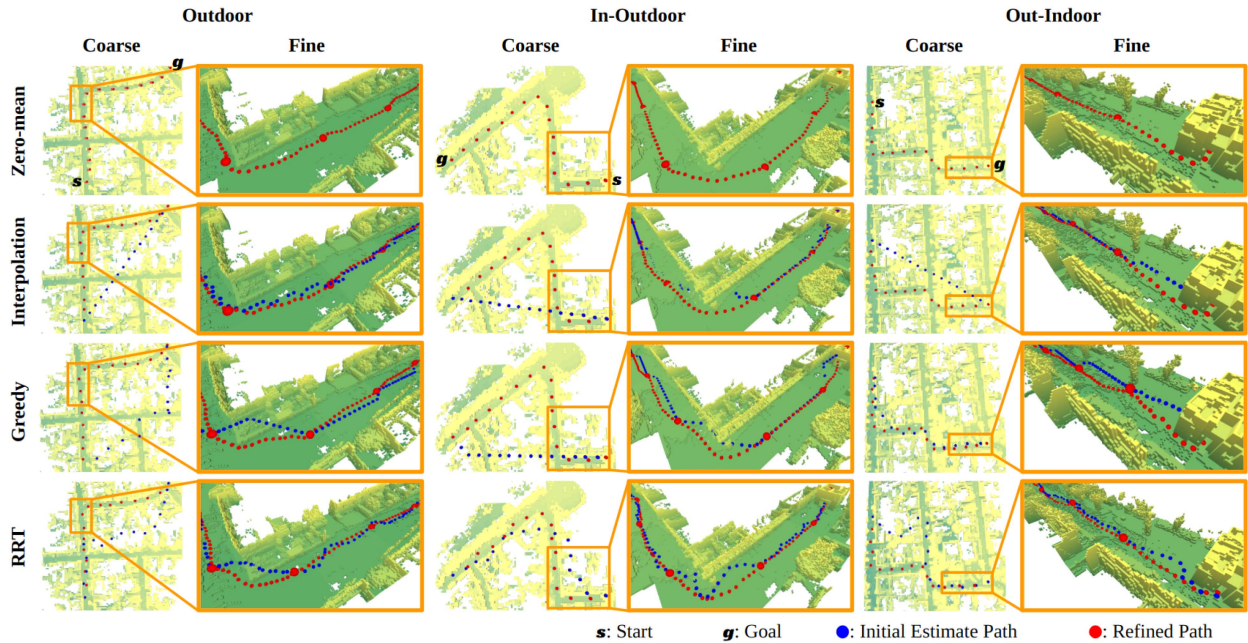 Outdoor In-Outdoor Out-Indoor
Coarse Fine Coarse Fine Coarse Fine
Zero-mean
g
s
g
s
s
g
Interpolation
Greedy
RRT
s: Start g: Goal : Initial Estimate Path : Refined Path